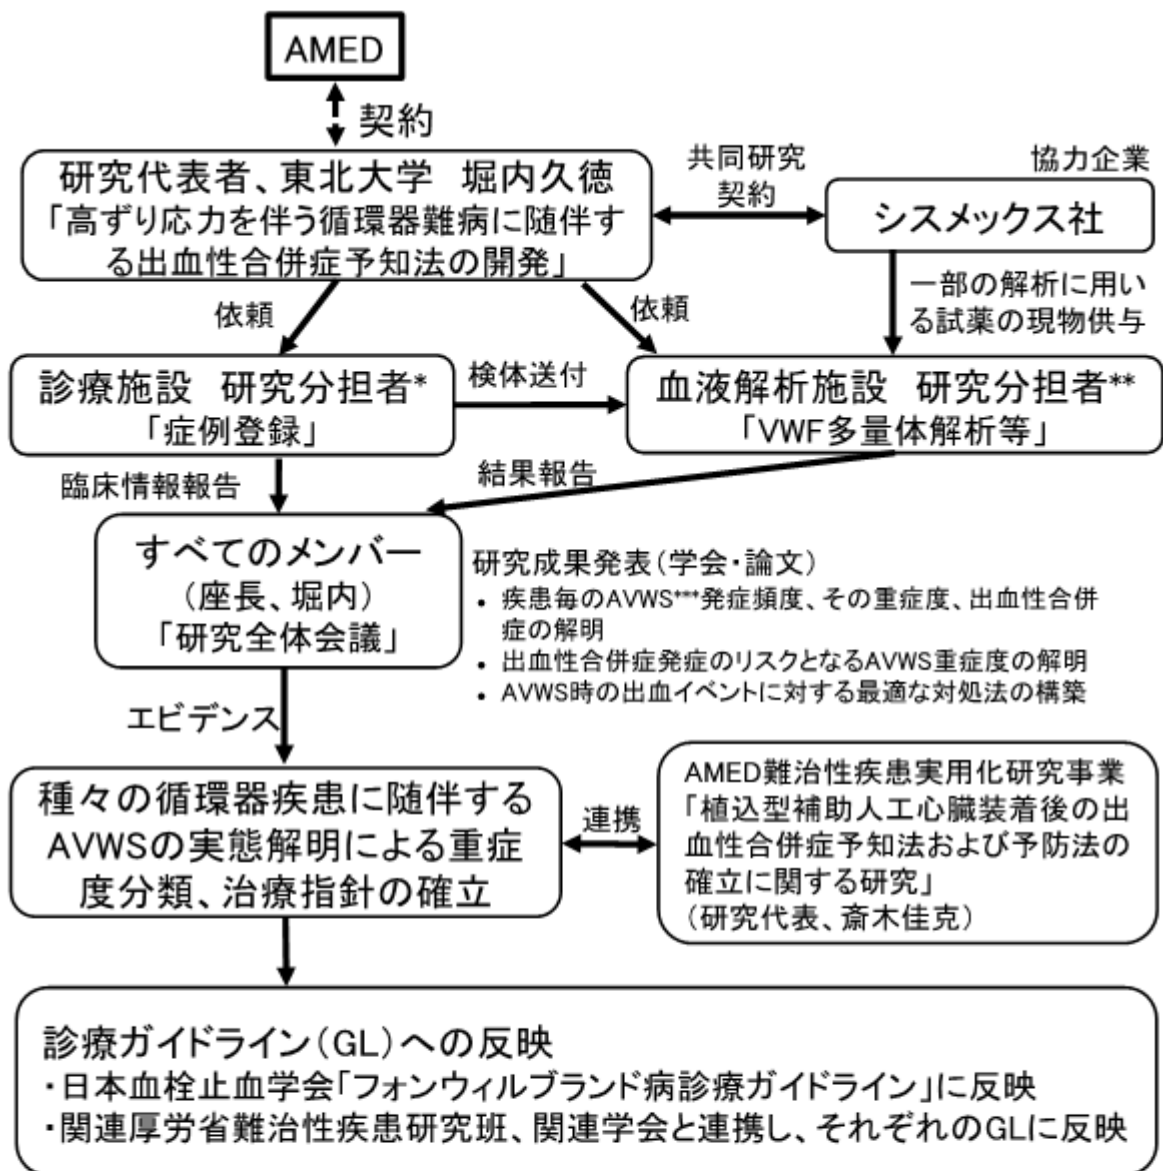 AMED
契約
研究代表者、東北大学　堀内久徳
「高ずり応力を伴う循環器難病に随伴す
る出血性合併症予知法の開発」
共同研究
契約
協力企業
シスメックス社
一部の解析に用い
る試薬の現物供与
依頼
依頼
診療施設　研究分担者*
「症例登録」
検体送付
血液解析施設　研究分担者**
「VWF多量体解析等」
臨床情報報告
結果報告
すべてのメンバー
（座長、堀内）
「研究全体会議」
研究成果発表（学会・論文）
• 疾患毎のAVWS***発症頻度、その重症度、出血性合併
症の解明
• 出血性合併症発症のリスクとなるAVWS重症度の解明
• AVWS時の出血イベントに対する最適な対処法の構築
エビデンス
種々の循環器疾患に随伴する
AVWSの実態解明による重症
度分類、治療指針の確立
連携
AMED難治性疾患実用化研究事業
「植込型補助人工心臓装着後の出
血性合併症予知法および予防法の
確立に関する研究」
（研究代表、斎木佳克）
診療ガイドライン（GL）への反映
・日本血栓止血学会「フォンウィルブランド病診療ガイドライン」に反映
・関連厚労省難治性疾患研究班、関連学会と連携し、それぞれのGLに反映